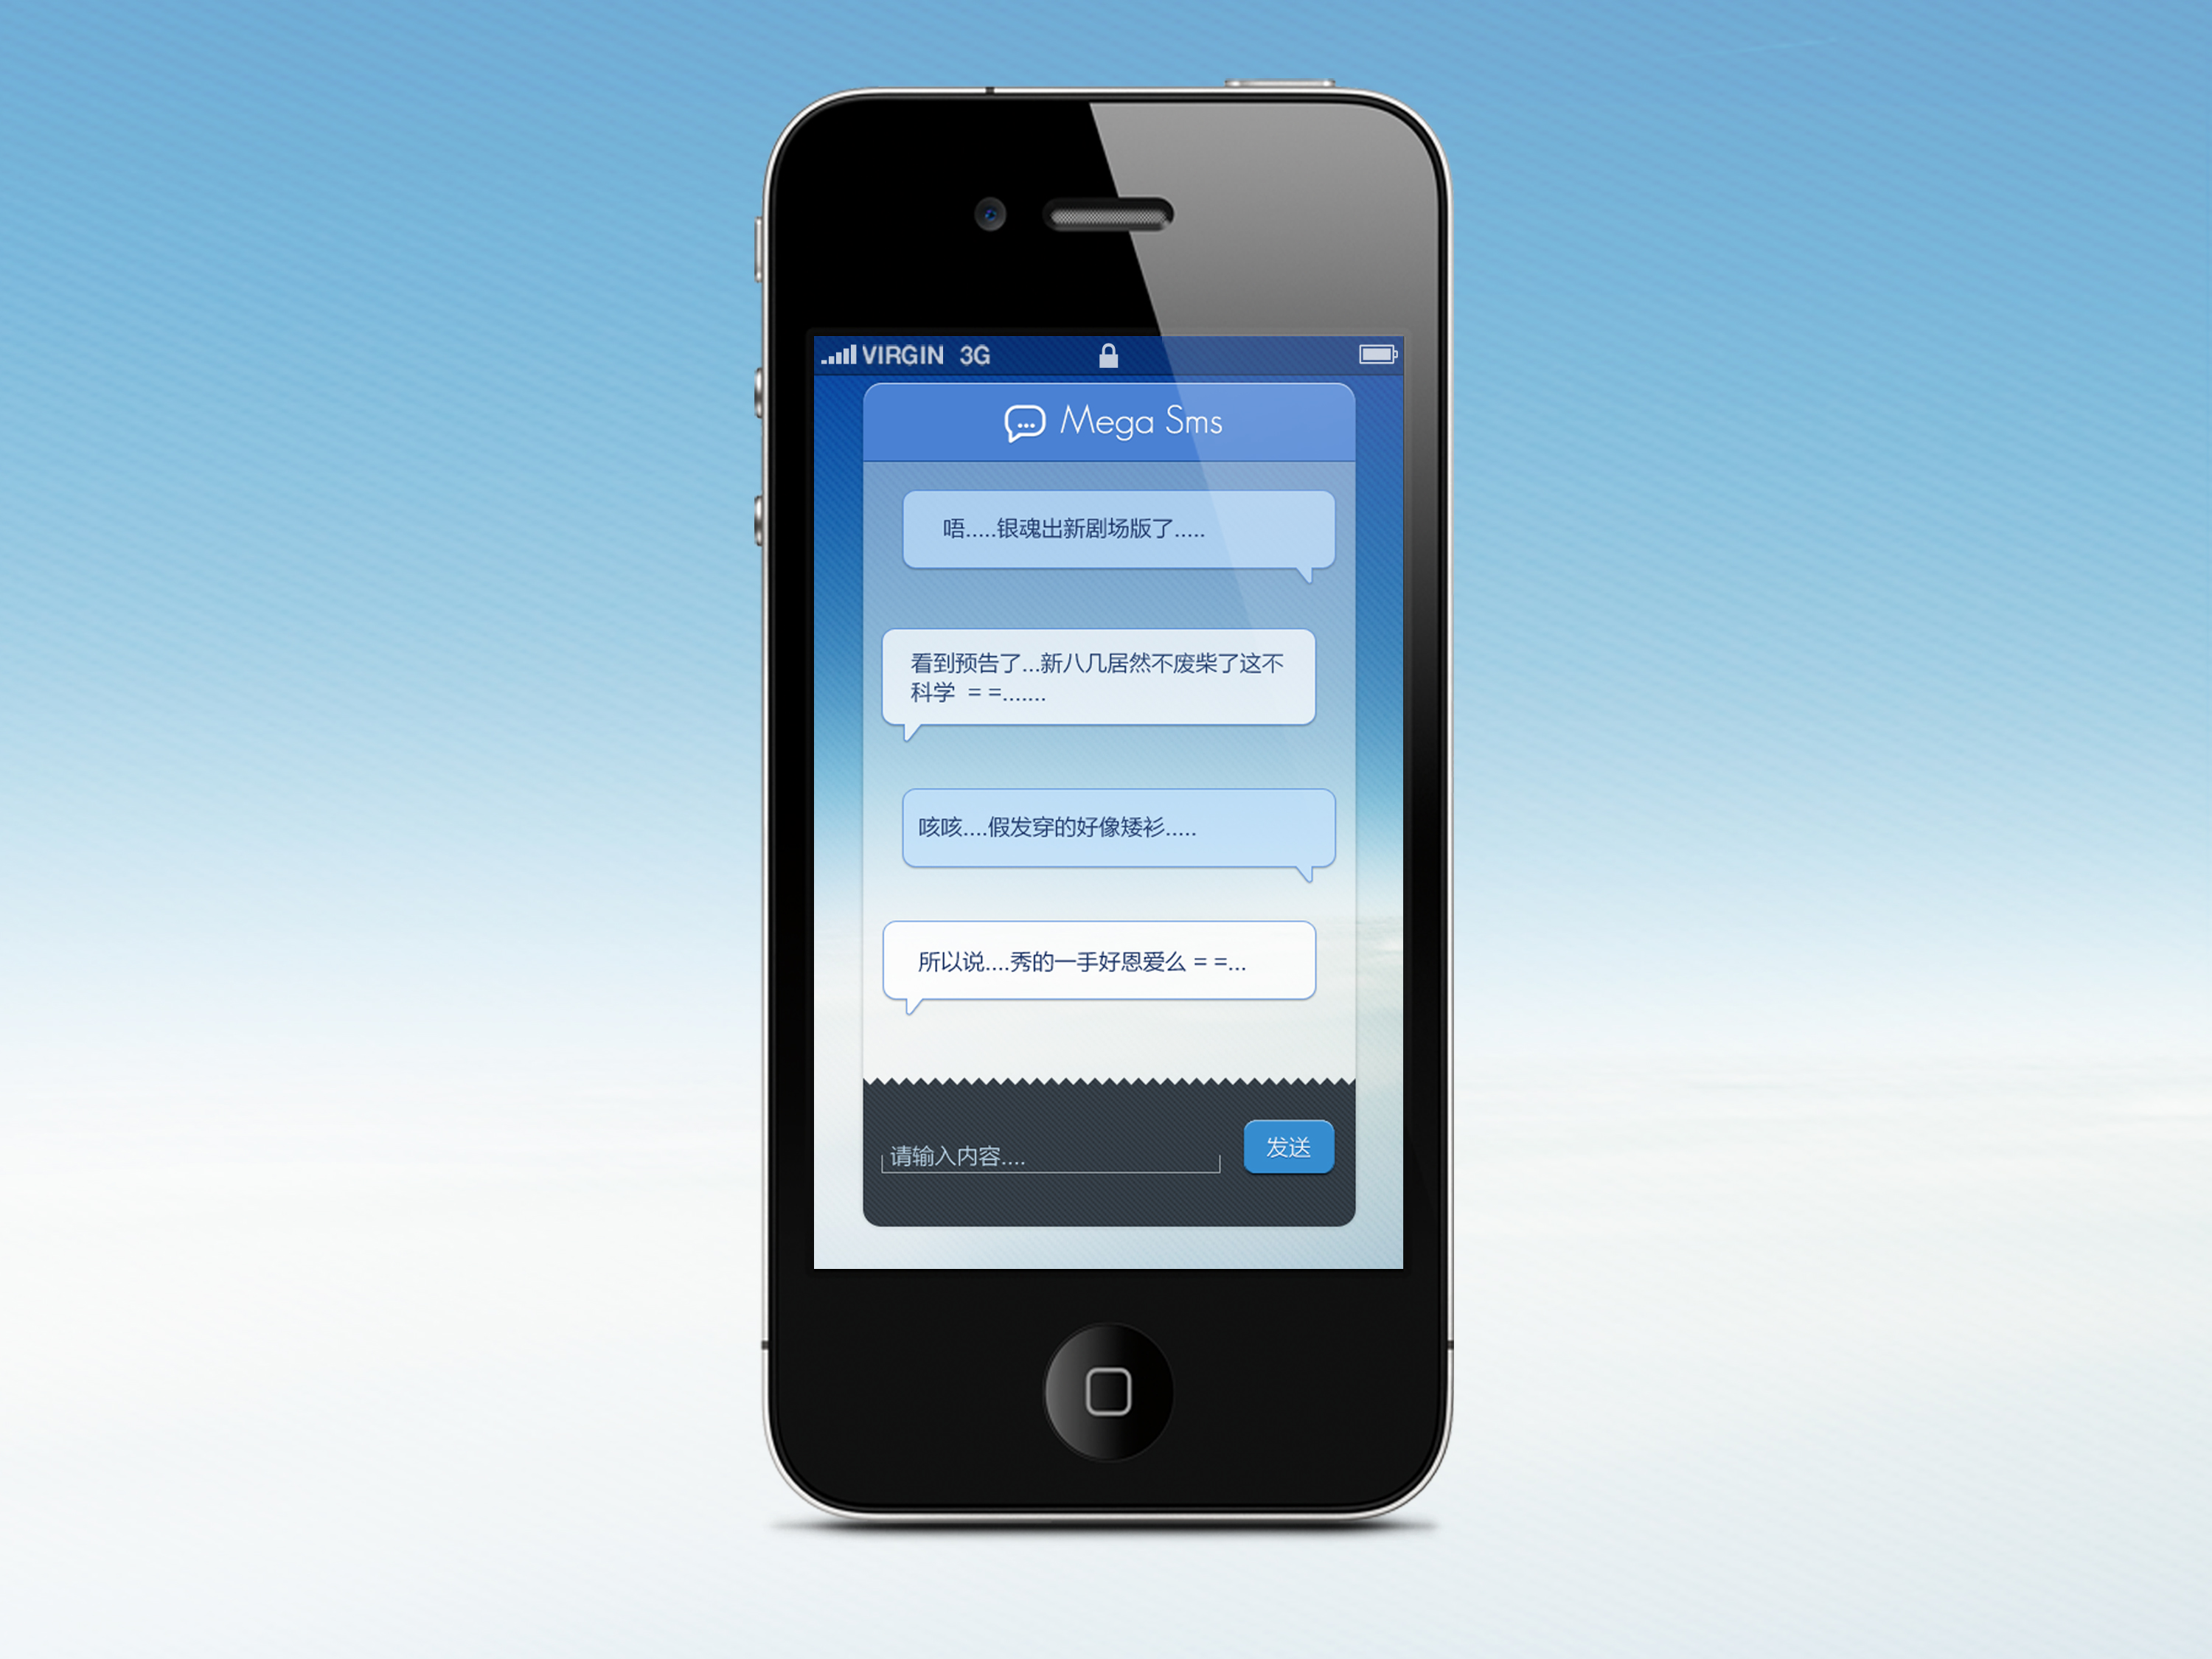 VIRGIN 3G
Mega Sms
唔.....银魂出新剧场版了.....
看到预告了...新八几居然不废柴了这不
科学 = =.......
咳咳....假发穿的好像矮衫.....
所以说....秀的一手好恩爱么 = =...
请输入内容....
发送